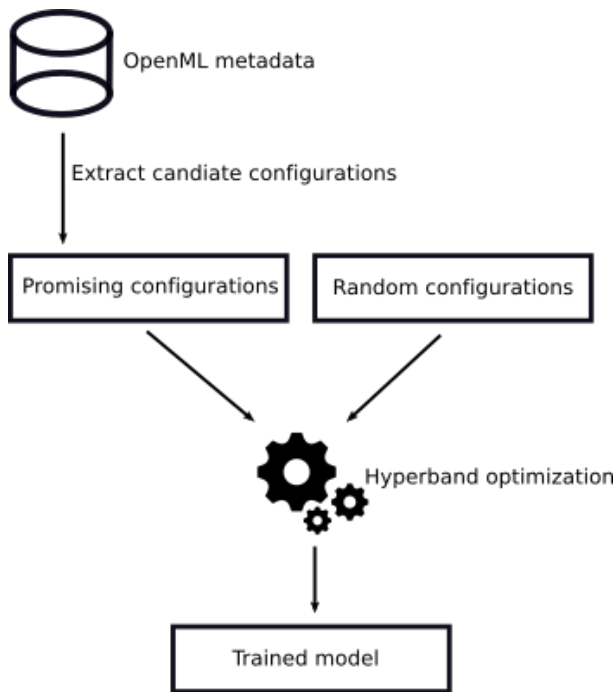 OpenML metadata
Extract candiate configurations
Promising configurations
Random configurations
Hyperband optimization
Trained model